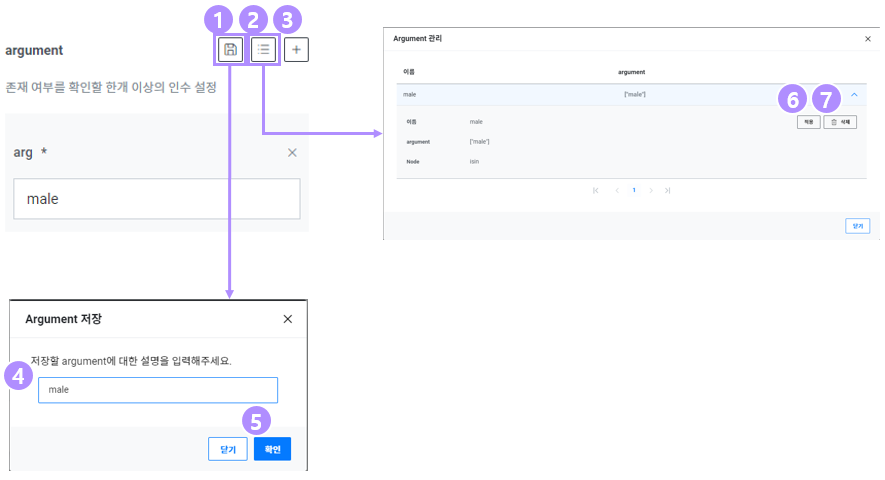 1 2 3
argument
존재 여부를 확인할 한개 이상의 인수 설정
arg *
male
Argument 관리
이름 argument
male ["male"]
6 7
이름 male
적용 삭제
argument ["male"]
Node isin
1
닫기
Argument 저장
저장할 argument에 대한 설명을 입력해주세요.
4
male
5
닫기 확인